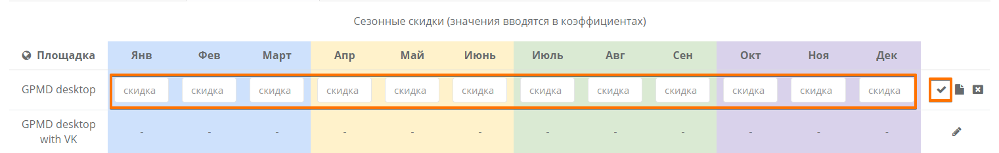 Сезонные скидки (значения вводятся в коэффициентах)
Площадка Янв Фев Март Апр Май Июнь Июль Авг Сен Окт Ноя Дек
GPMD desktop скидка скидка скидка скидка скидка скидка скидка скидка скидка скидка скидка скидка
GPMD desktop
with VK - - - - - - - - - - - -